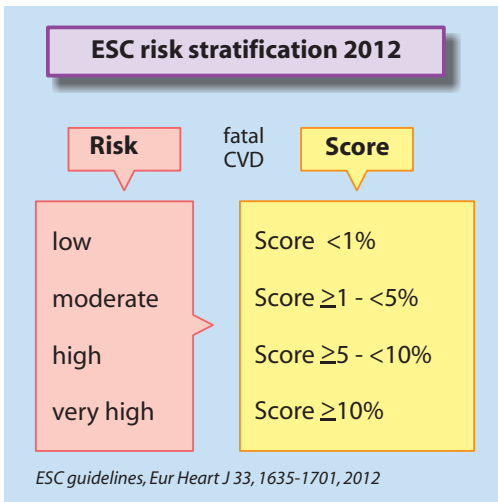 ESC risk stratification 2012
Risk
fatal
CVD
Score
low
Score <1%
moderate
Score ≥1 - <5%
high
Score ≥5 - <10%
very high
Score ≥10%
ESC guidelines, Eur Heart J 33, 1635-1701, 2012